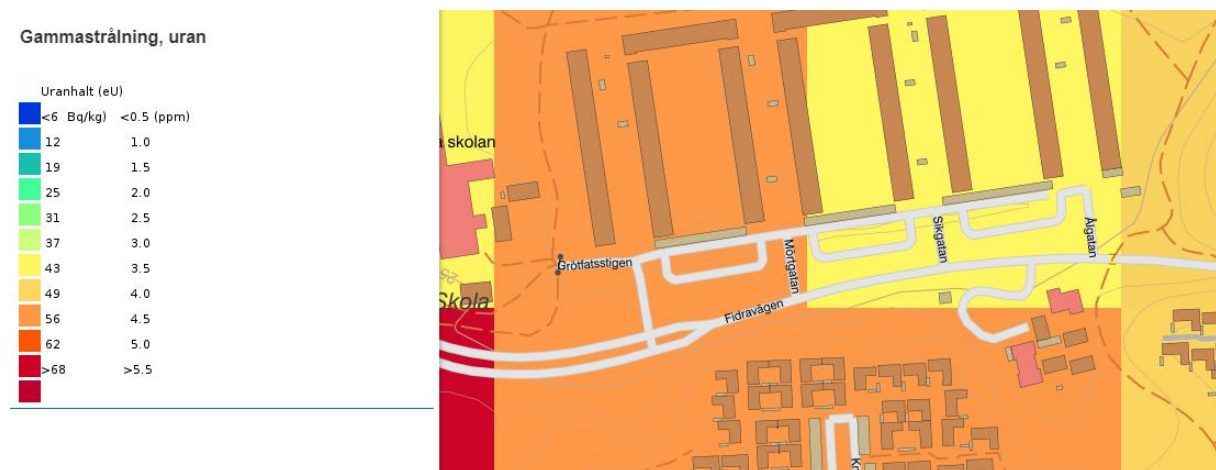 Gammastrålning, uran
Uranhalt (eU)
<6 Bq/kg) <0.5 (ppm)
12 1.0
19 1.5
25 2.0
31 2.5
37 3.0
43 3.5
49 4.0
56 4.5
62 5.0
>68 >5.5
a skolan
Skola
Grötfatsstigen
Mörtgatan
Sikgatan
Ålgatan
Fidravägen